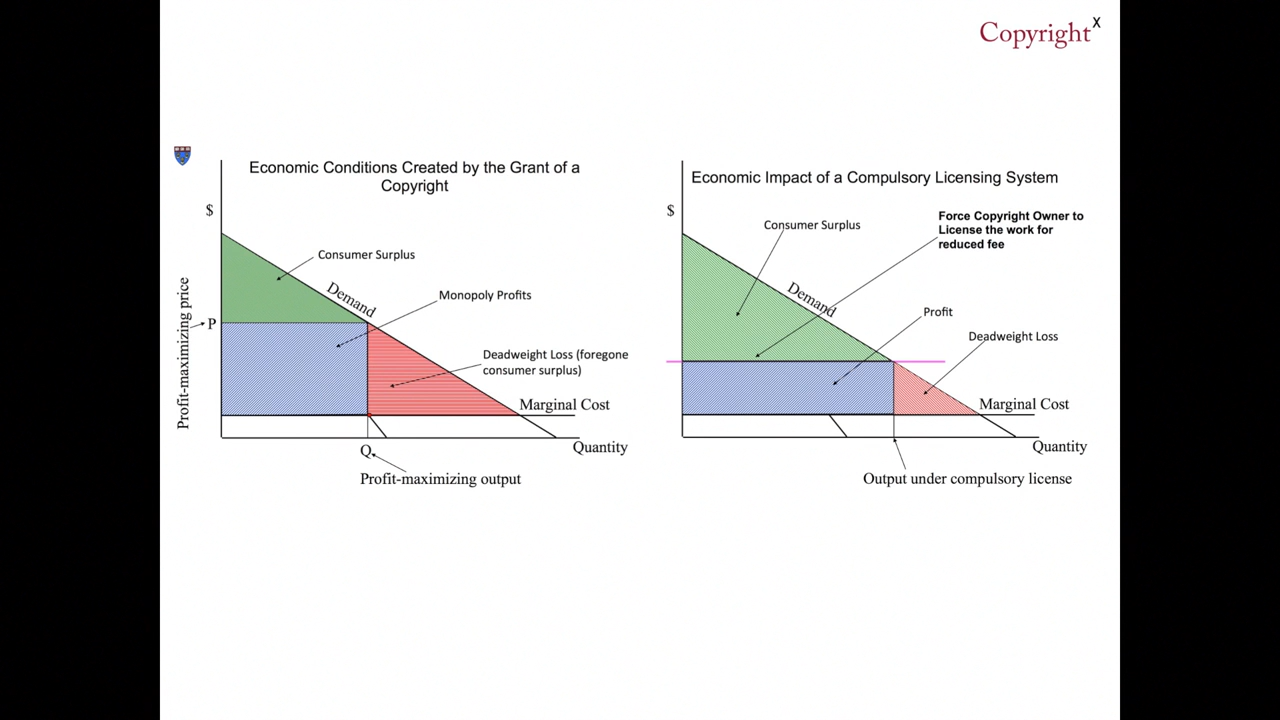 Copyright X
Economic Conditions Created by the Grant of a
Copyright
$
Consumer Surplus
Demand
Monopoly Profits
Profit-maximizing price
P
Deadweight Loss (foregone
consumer surplus)
Marginal Cost
Quantity
Q
Profit-maximizing output
Economic Impact of a Compulsory Licensing System
$
Consumer Surplus
Force Copyright Owner to
License the work for
reduced fee
Demand
Profit
Deadweight Loss
Marginal Cost
Quantity
Output under compulsory license